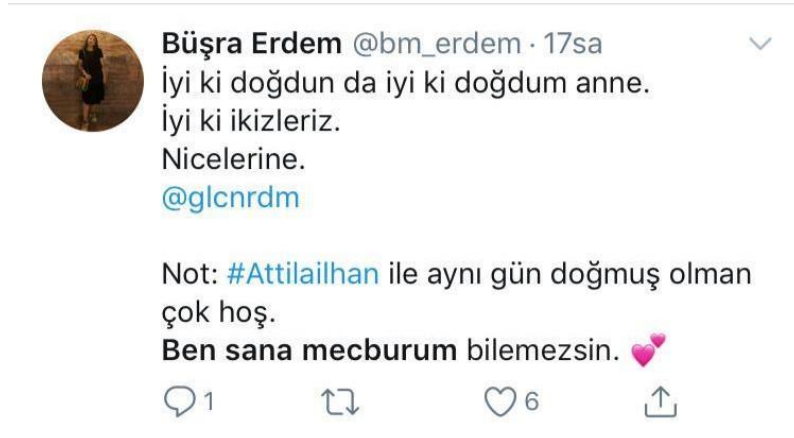 Büşra Erdem @bm_erdem · 17sa
İyi ki doğdun da iyi ki doğdum anne.
İyi ki ikizleriz.
Nicelerine.
@glcnrdm
Not: #Attilailhan ile aynı gün doğmuş olman
çok hoş.
Ben sana mecburum bilemezsin. 💕
1 6